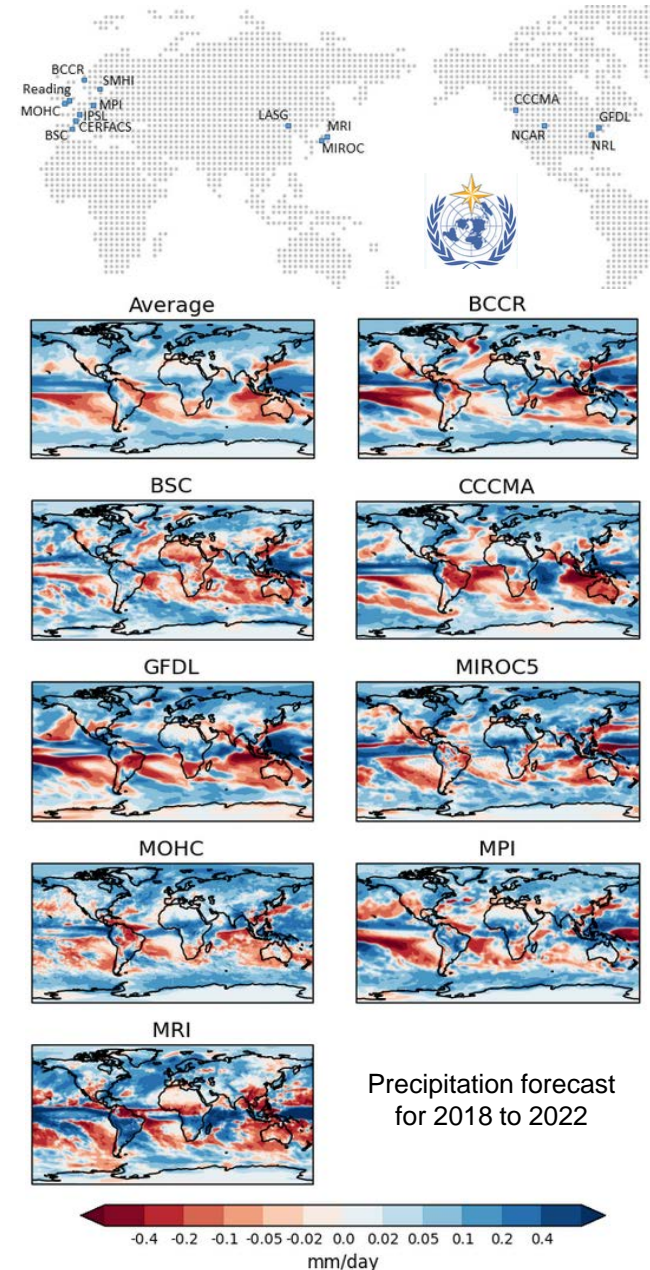 BCCR
SMHI
Reading
MOHC
MPI
IPSL
CERFACS
BSC
LASG
MRI
MIROC
CCCMA
GFDL
NCAR
NRL
Average
BCCR
BSC
CCCMA
GFDL
MIROC5
MOHC
MPI
MRI
Precipitation forecast
for 2018 to 2022
-0.4 -0.2 -0.1 -0.05 -0.02 0.0 0.02 0.05 0.1 0.2 0.4
mm/day